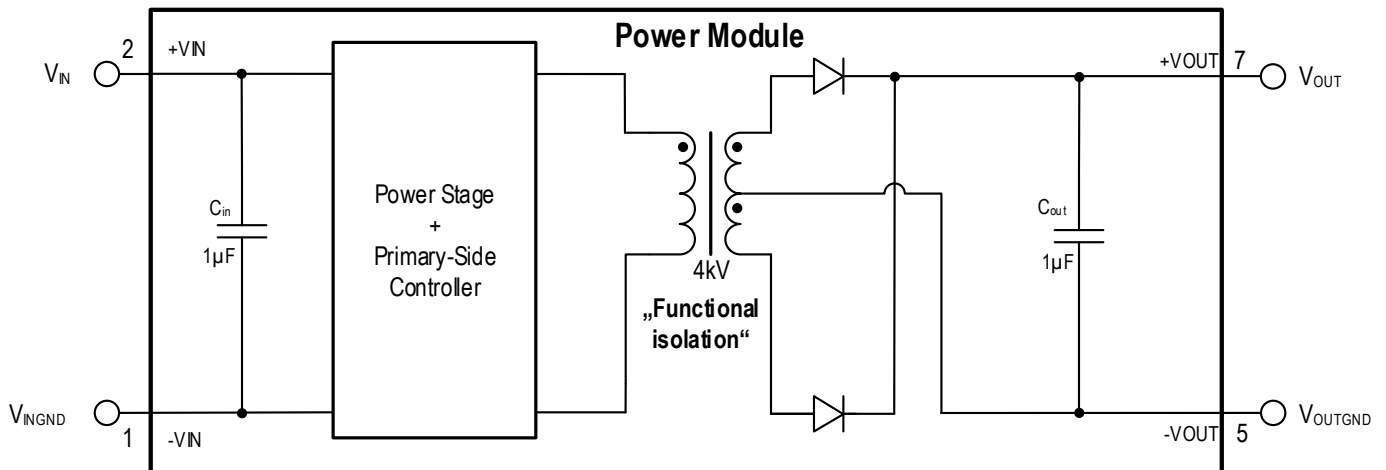 Power Module
2
+VIN
VIN
+VOUT
7
VOUT
Power Stage
+
Primary-Side
Controller
Cin
1µF
Cout
1µF
4kV
„Functional
isolation“
VINGND
1
-VIN
-VOUT
5
VOUTGND